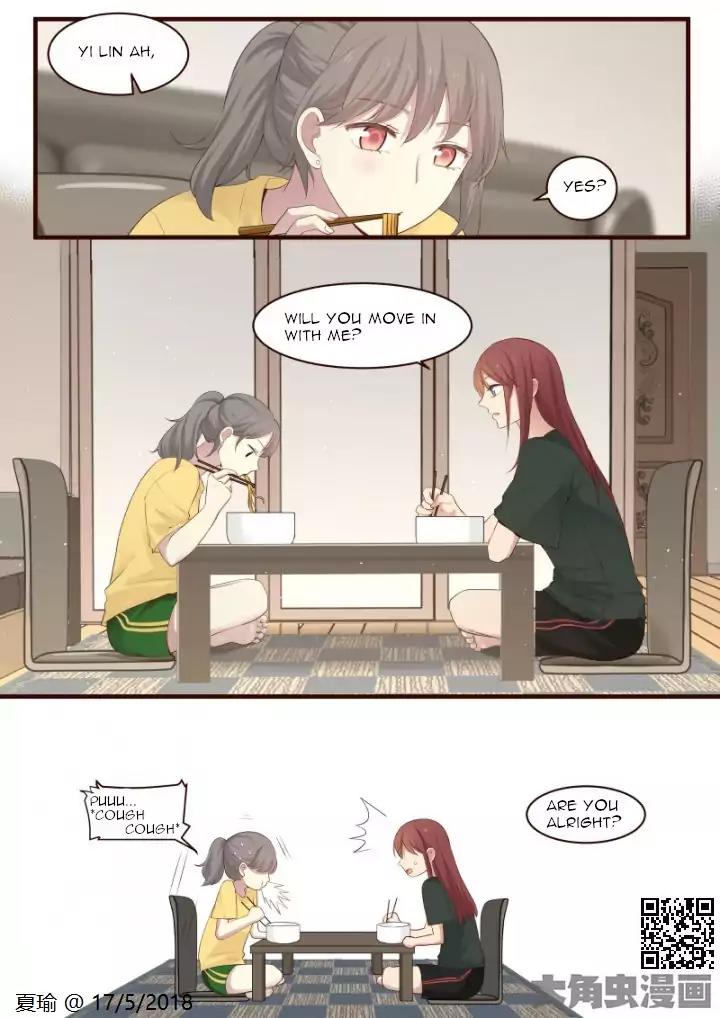 YI LIN AH,
YES?
WILL YOU MOVE IN
WITH ME?
PUUU...
*COUGH
COUGH*
ARE YOU
ALRIGHT?
大角虫漫画
夏瑜 @ 17/5/2018